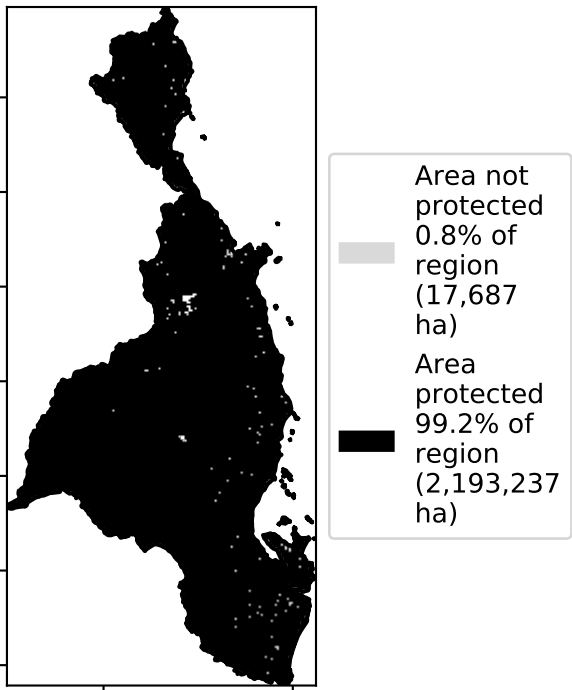 Area not
protected
0.8% of
region
(17,687
ha)
Area
protected
99.2% of
region
(2,193,237
ha)